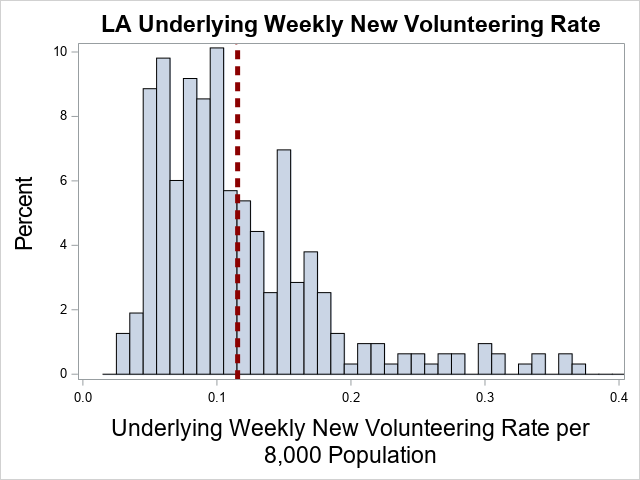 LA Underlying Weekly New Volunteering Rate
10
8
6
4
2
0
Percent
0.0 0.1 0.2 0.3 0.4
Underlying Weekly New Volunteering Rate per
8,000 Population